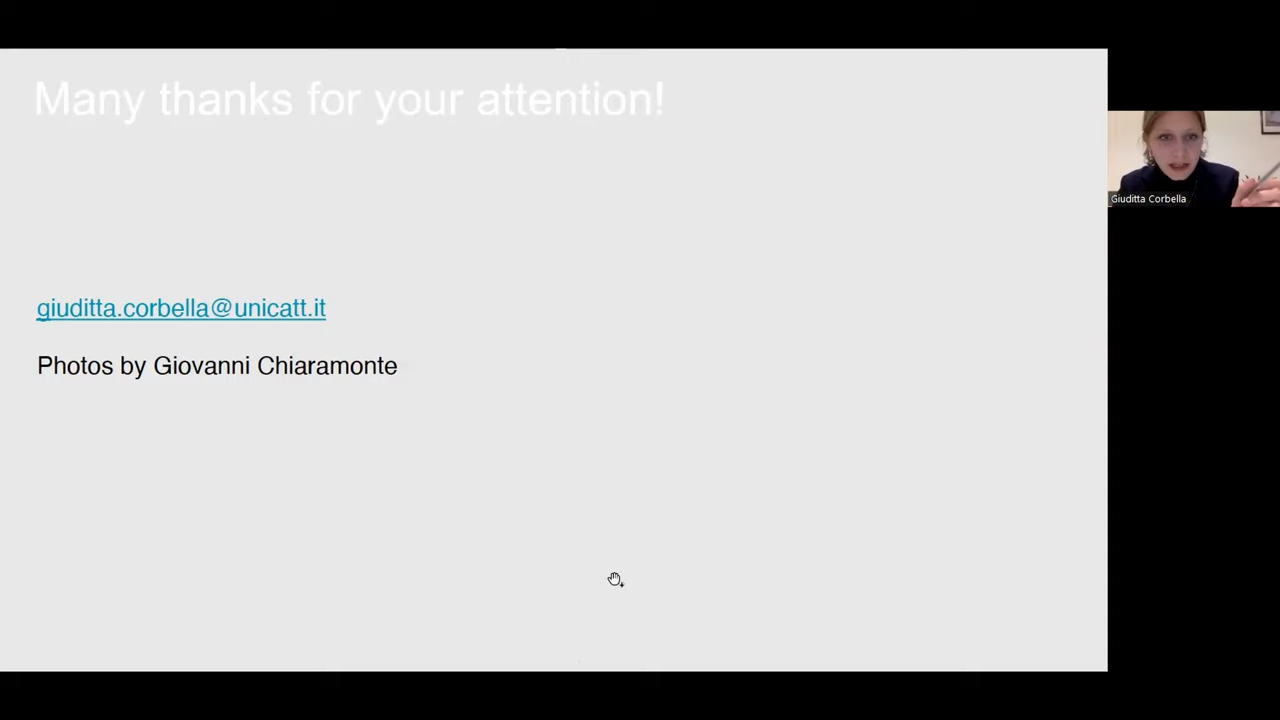 Many thanks for your attention!
giuditta.corbella@unicatt.it
Photos by Giovanni Chiaramonte
Giuditta Corbella